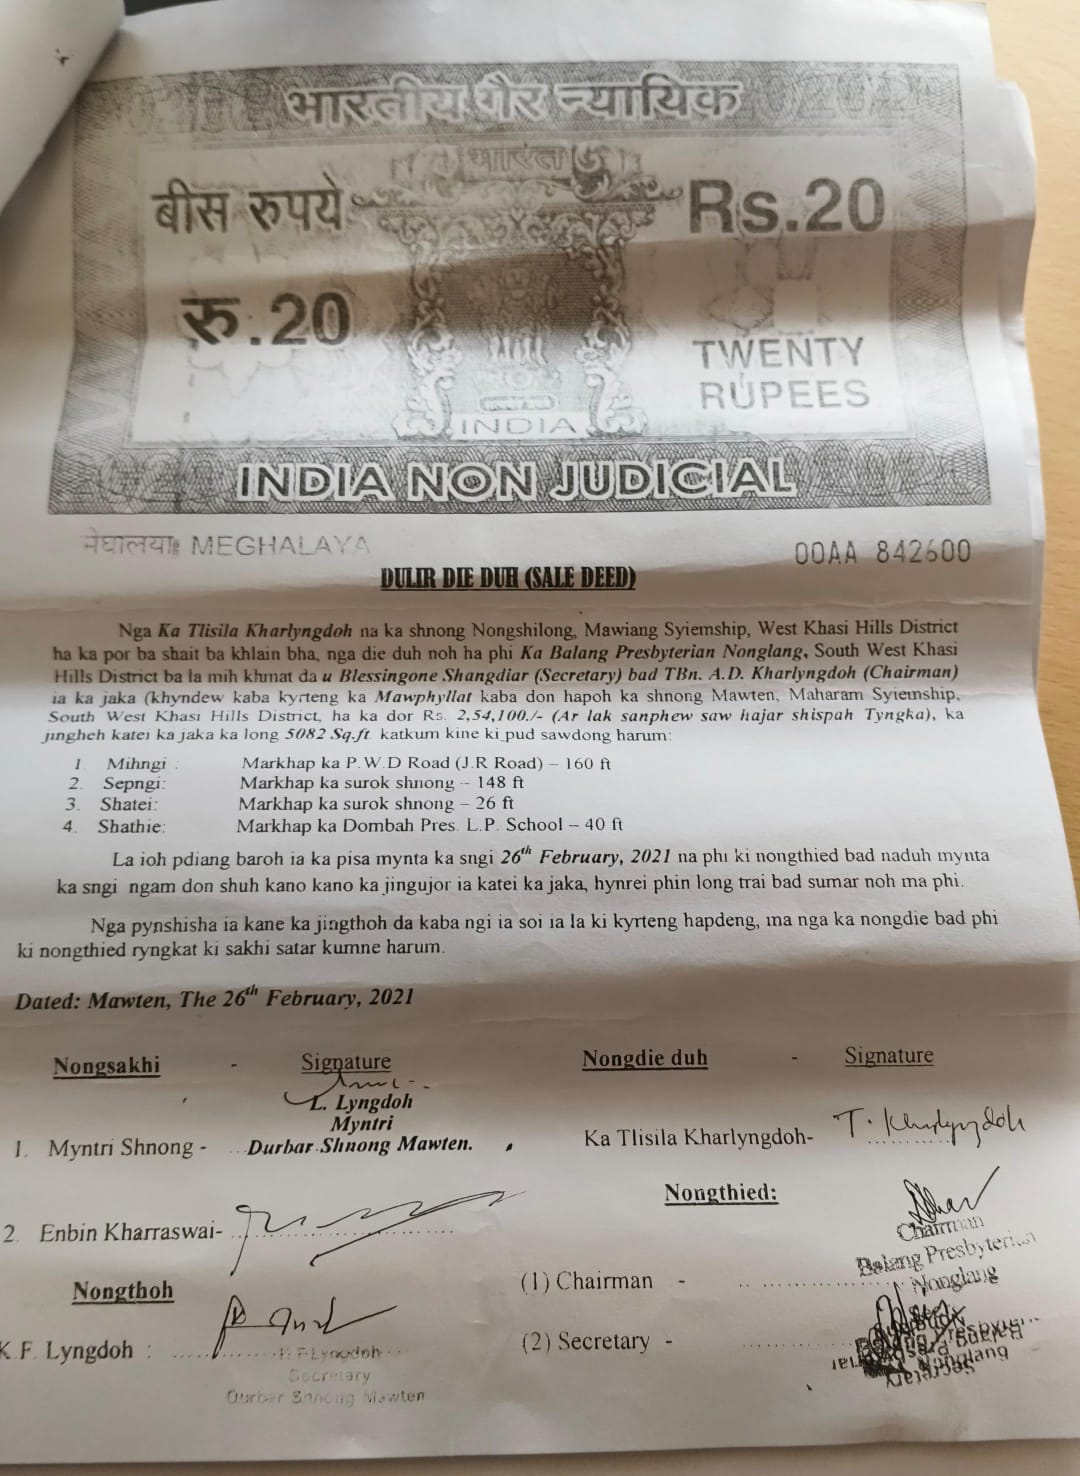 भारतीय गैर न्यायिक
भारत
बीस रुपये
Rs.20
रु.20
TWENTY
RUPEES
INDIA
INDIA NON JUDICIAL
मेघालया MEGHALAYA
00AA 842600
DULIR DIE DUH (SALE DEED)
Nga Ka Tlisila Kharlyngdoh na ka shnong Nongshilong, Mawiang Syiemship, West Khasi Hills District
ha ka por ba shait ba khlain bha, nga die duh noh ha phi Ka Balang Presbyterian Nonglang, South West Khasi
Hills District ba la mih khmat da u Blessingone Shangdiar (Secretary) bad TBn. A.D. Kharlyngdoh (Chairman)
ia ka jaka (khyndew kaba kyrteng ka Mawphyllat kaba don hapoh ka shnong Mawten, Maharam Syiemship,
South West Khasi Hills District, ha ka dor Rs. 2,54,100./- (Ar lak sanphew saw hajar shispah Tyngka), ka
jingheh katei ka jaka ka long 5082 Sq.ft. katkum kine ki pud sawdong harum:
1. Mihngi : Markhap ka P.W.D Road (J.R Road) – 160 ft
2. Sepngi: Markhap ka surok shnong – 148 ft
3. Shatei: Markhap ka surok shnong – 26 ft
4. Shathie: Markhap ka Dombah Pres. L.P. School – 40 ft
La ioh pdiang baroh ia ka pisa mynta ka sngi 26th February, 2021 na phi ki nongthied bad naduh mynta
ka sngi ngam don shuh kano kano ka jingujor ia katei ka jaka, hynrei phin long trai bad sumar noh ma phi.
Nga pynshisha ia kane ka jingthoh da kaba ngi ia soi ia la ki kyrteng hapdeng, ma nga ka nongdie bad phi
ki nongthied ryngkat ki sakhi satar kumne harum.
Dated: Mawten, The 26th February, 2021
Nongsakhi - Signature
Nongdie duh - Signature
L. Lyngdoh
Myntri
1. Myntri Shnong - Durbar Shnong Mawten.
Ka Tlisila Kharlyngdoh- T. Kharlyngdoh
Nongthied:
2. Enbin Kharraswai-
Chairman
Balang Presbyterian
Nonglang
(1) Chairman -
Nongthoh
K.F. Lyngdoh :
K F Lyngdoh
Secretary
Durbar Shnong Mawten
(2) Secretary -
Nonglang
Secretary